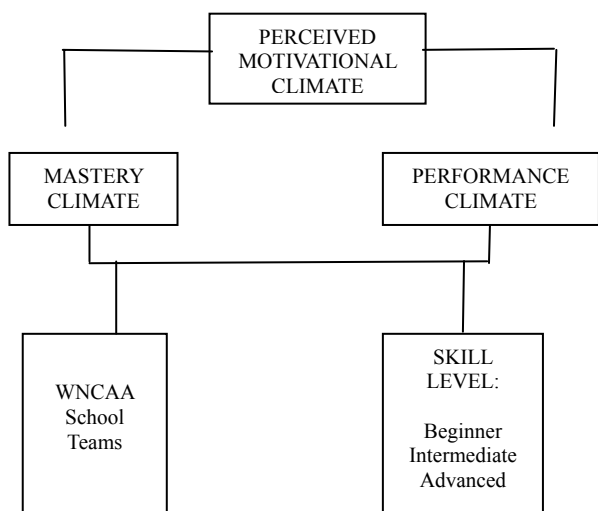 PERCEIVED
MOTIVATIONAL
CLIMATE
MASTERY
CLIMATE
PERFORMANCE
CLIMATE
WNCAA
School
Teams
SKILL
LEVEL:
Beginner
Intermediate
Advanced